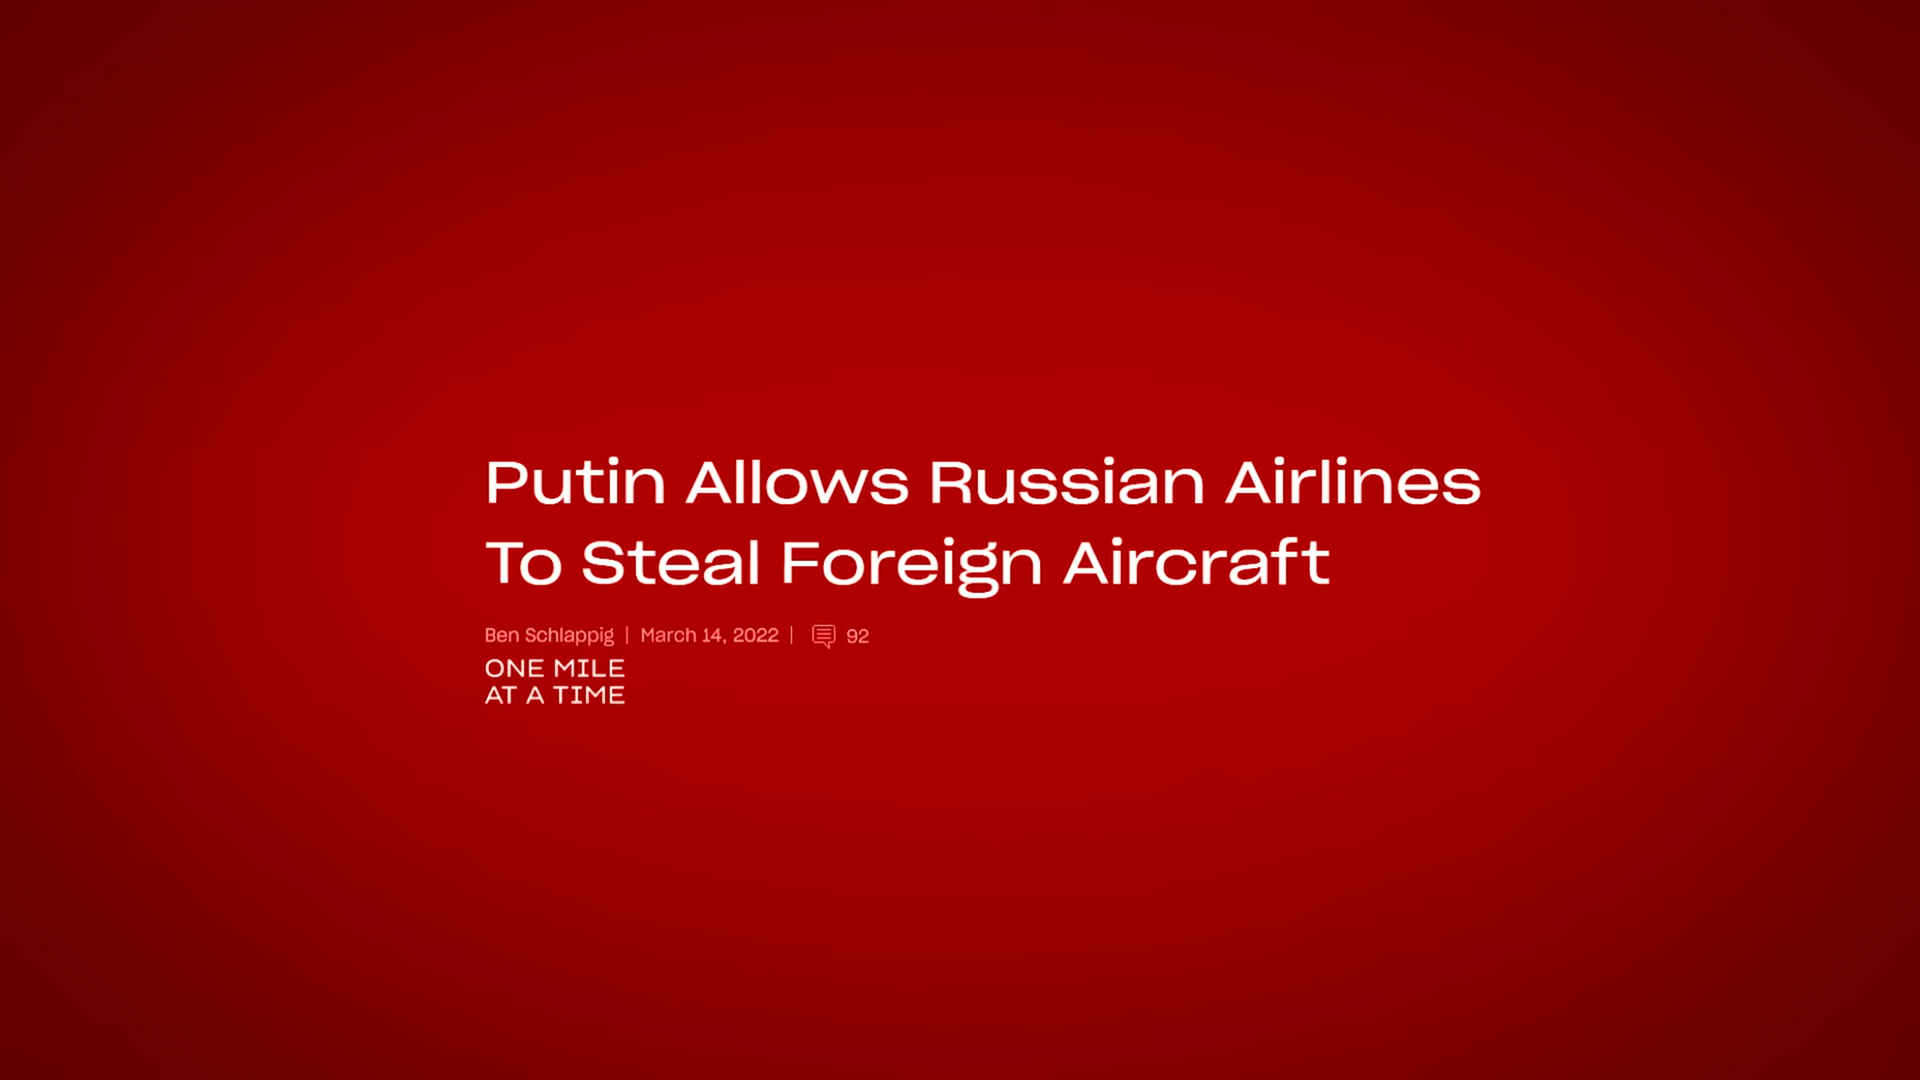 Putin Allows Russian Airlines
To Steal Foreign Aircraft
Ben Schlappig | March 14, 2022 | 92
ONE MILE
AT A TIME